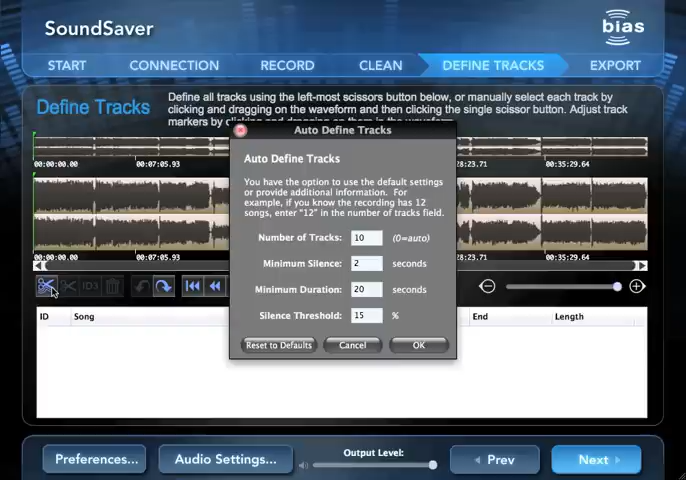 SoundSaver
bias
START CONNECTION RECORD CLEAN DEFINE TRACKS EXPORT
Define Tracks
Define all tracks using the left-most scissors button below, or manually select each track by
clicking and dragging on the waveform and then clicking the single scissor button. Adjust track
markers by
Auto Define Tracks
00:00:00.00 00:07:05.93 28:23.71 00:35:29.64
Auto Define Tracks
You have the option to use the default settings
or provide additional information. For
example, if you know the recording has 12
songs, enter "12" in the number of tracks field.
00:00:00.00 00:07:05.93 28:23.71 00:35:29.64
Number of Tracks: 10 (0=auto)
Minimum Silence: 2 seconds
Minimum Duration: 20 seconds
Silence Threshold: 15 %
Reset to Defaults Cancel OK
ID3
ID Song End Length
Preferences... Audio Settings... Output Level: Prev Next